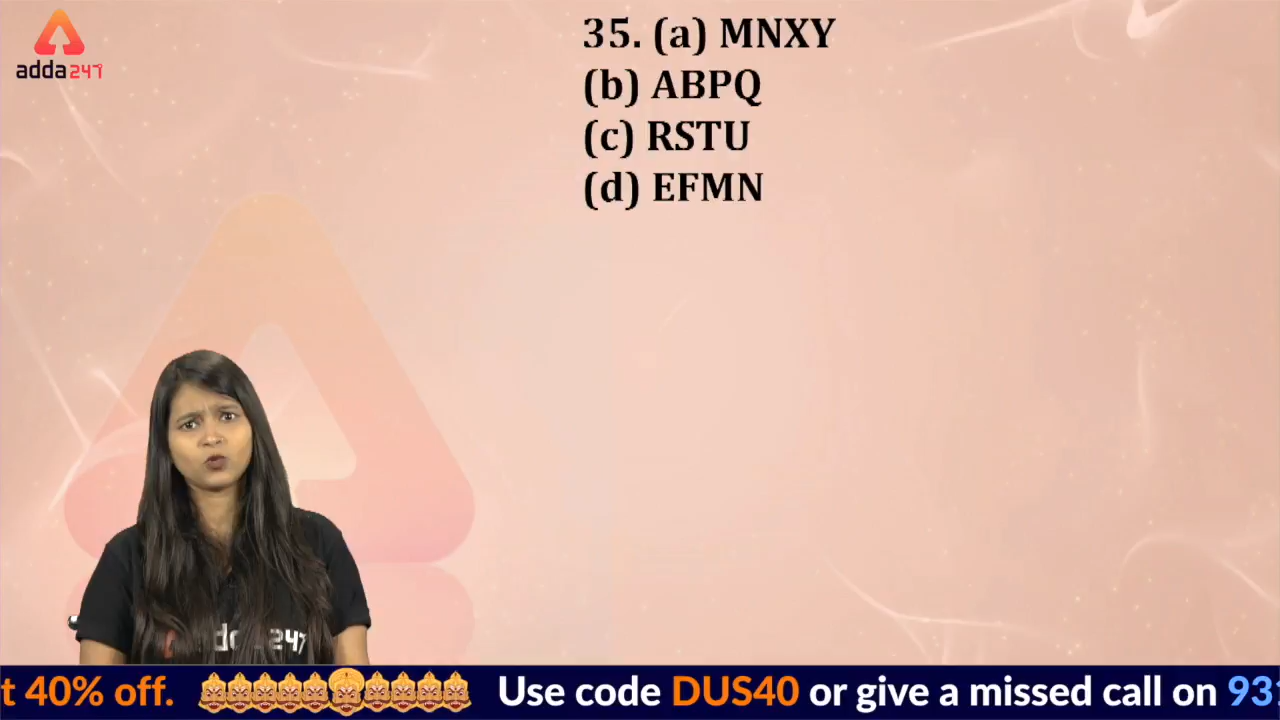 adda247
35. (a) MNXY
(b) ABPQ
(c) RSTU
(d) EFMN
t 40% off. Use code DUS40 or give a missed call on 93